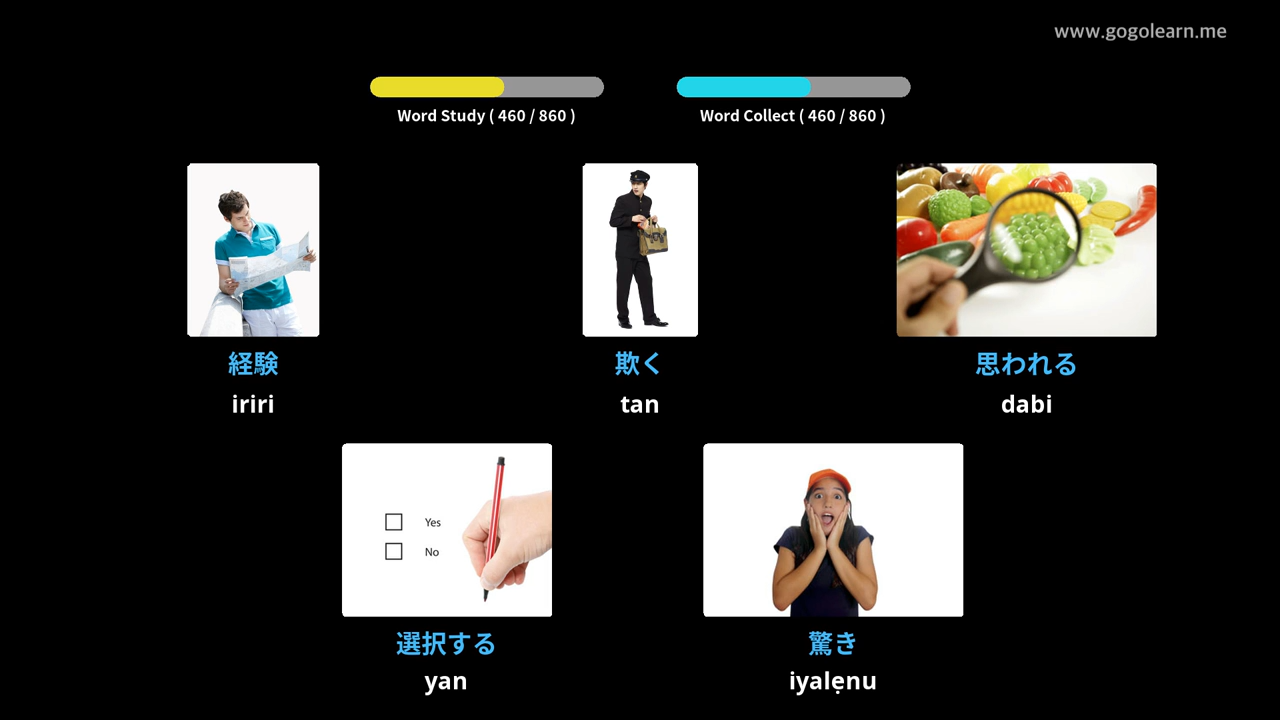 www.gogolearn.me
Word Study ( 460 / 860 )
Word Collect ( 460 / 860 )
経験
iriri
欺く
tan
思われる
dabi
Yes
No
選択する
yan
驚き
iyalẹnu